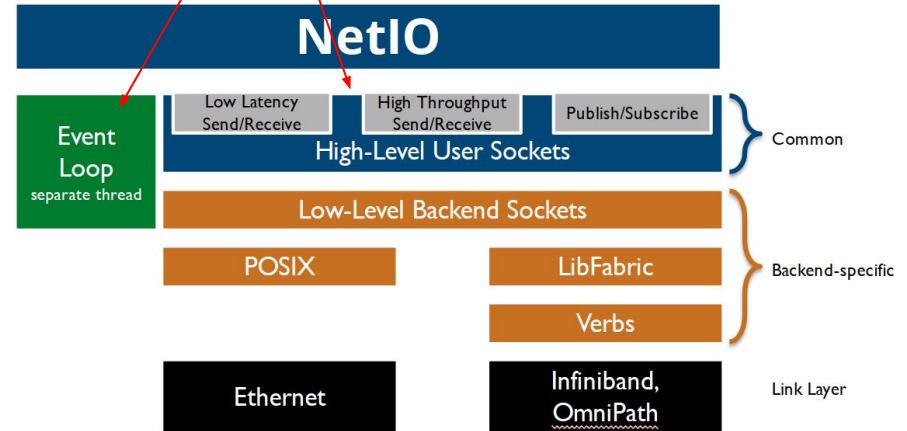 NetIO
Event
Loop
separate thread
Low Latency
Send/Receive
High Throughput
Send/Receive
Publish/Subscribe
High-Level User Sockets
Common
Low-Level Backend Sockets
POSIX
LibFabric
Backend-specific
Verbs
Ethernet
Infiniband,
OmniPath
Link Layer